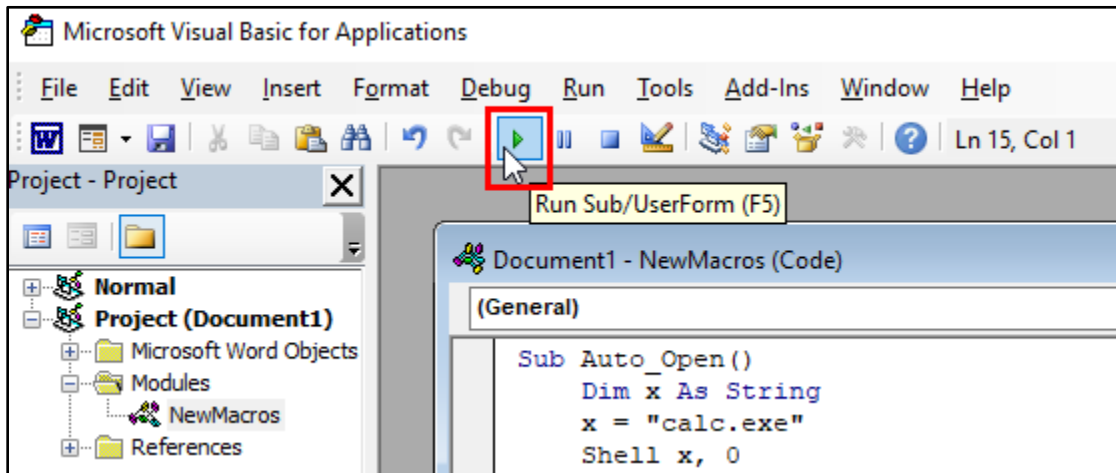 Microsoft Visual Basic for Applications
File Edit View Insert Format Debug Run Tools Add-Ins Window Help
Ln 15, Col 1
Project - Project
Run Sub/UserForm (F5)
Document1 - NewMacros (Code)
Normal
(General)
Project (Document1)
Microsoft Word Objects
Modules
NewMacros
References
Sub Auto_Open()
Dim x As String
x = "calc.exe"
Shell x, 0